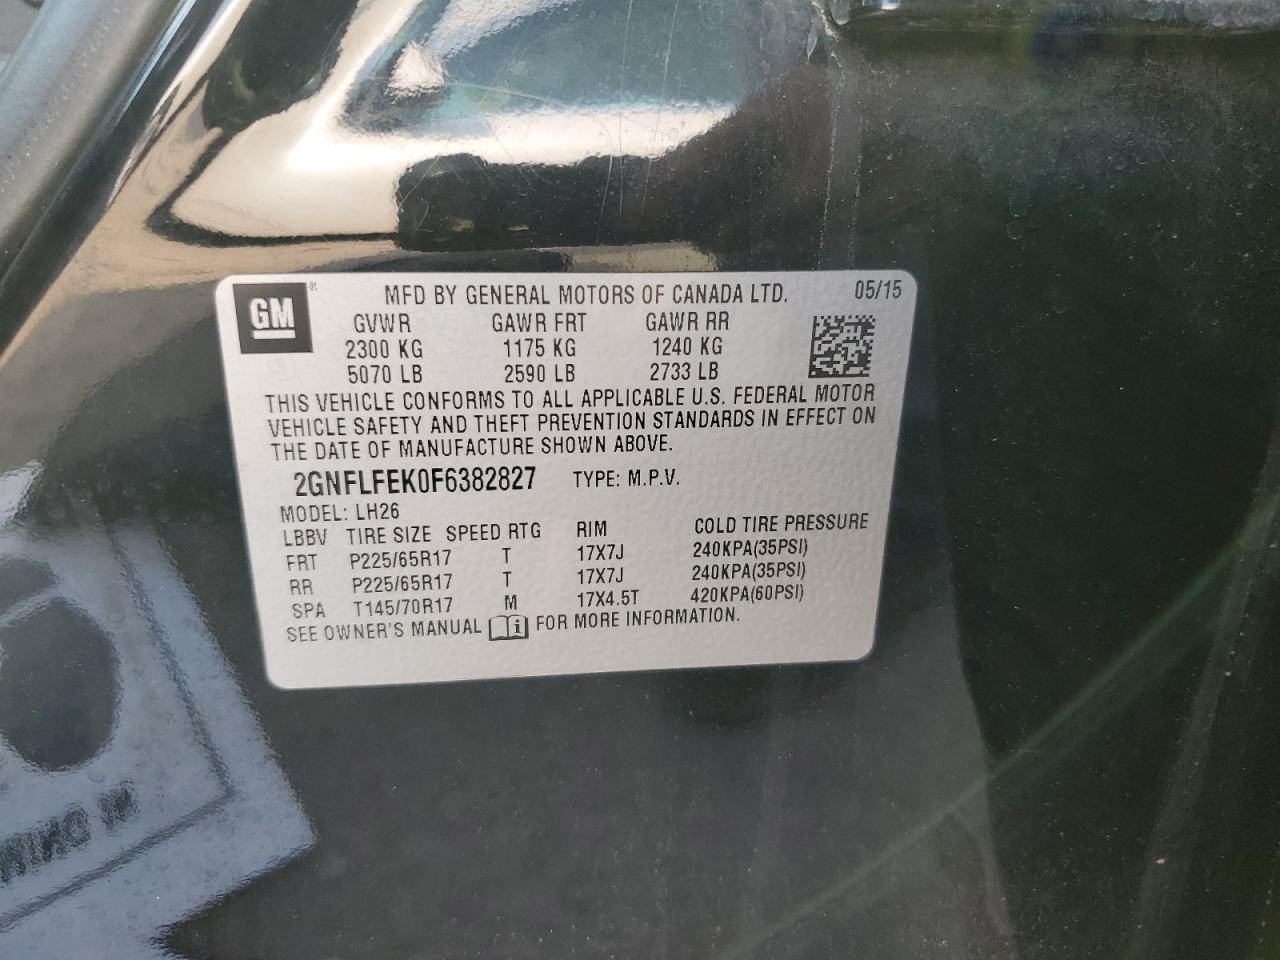 GM
MFD BY GENERAL MOTORS OF CANADA LTD. 05/15
GVWR GAWR FRT GAWR RR
2300 KG 1175 KG 1240 KG
5070 LB 2590 LB 2733 LB
THIS VEHICLE CONFORMS TO ALL APPLICABLE U.S. FEDERAL MOTOR
VEHICLE SAFETY AND THEFT PREVENTION STANDARDS IN EFFECT ON
THE DATE OF MANUFACTURE SHOWN ABOVE.
2GNFLFEK0F6382827 TYPE: M.P.V.
MODEL: LH26
LBBV TIRE SIZE SPEED RTG RIM COLD TIRE PRESSURE
FRT P225/65R17 T 17X7J 240KPA(35PSI)
RR P225/65R17 T 17X7J 240KPA(35PSI)
SPA T145/70R17 M 17X4.5T 420KPA(60PSI)
SEE OWNER'S MANUAL FOR MORE INFORMATION.